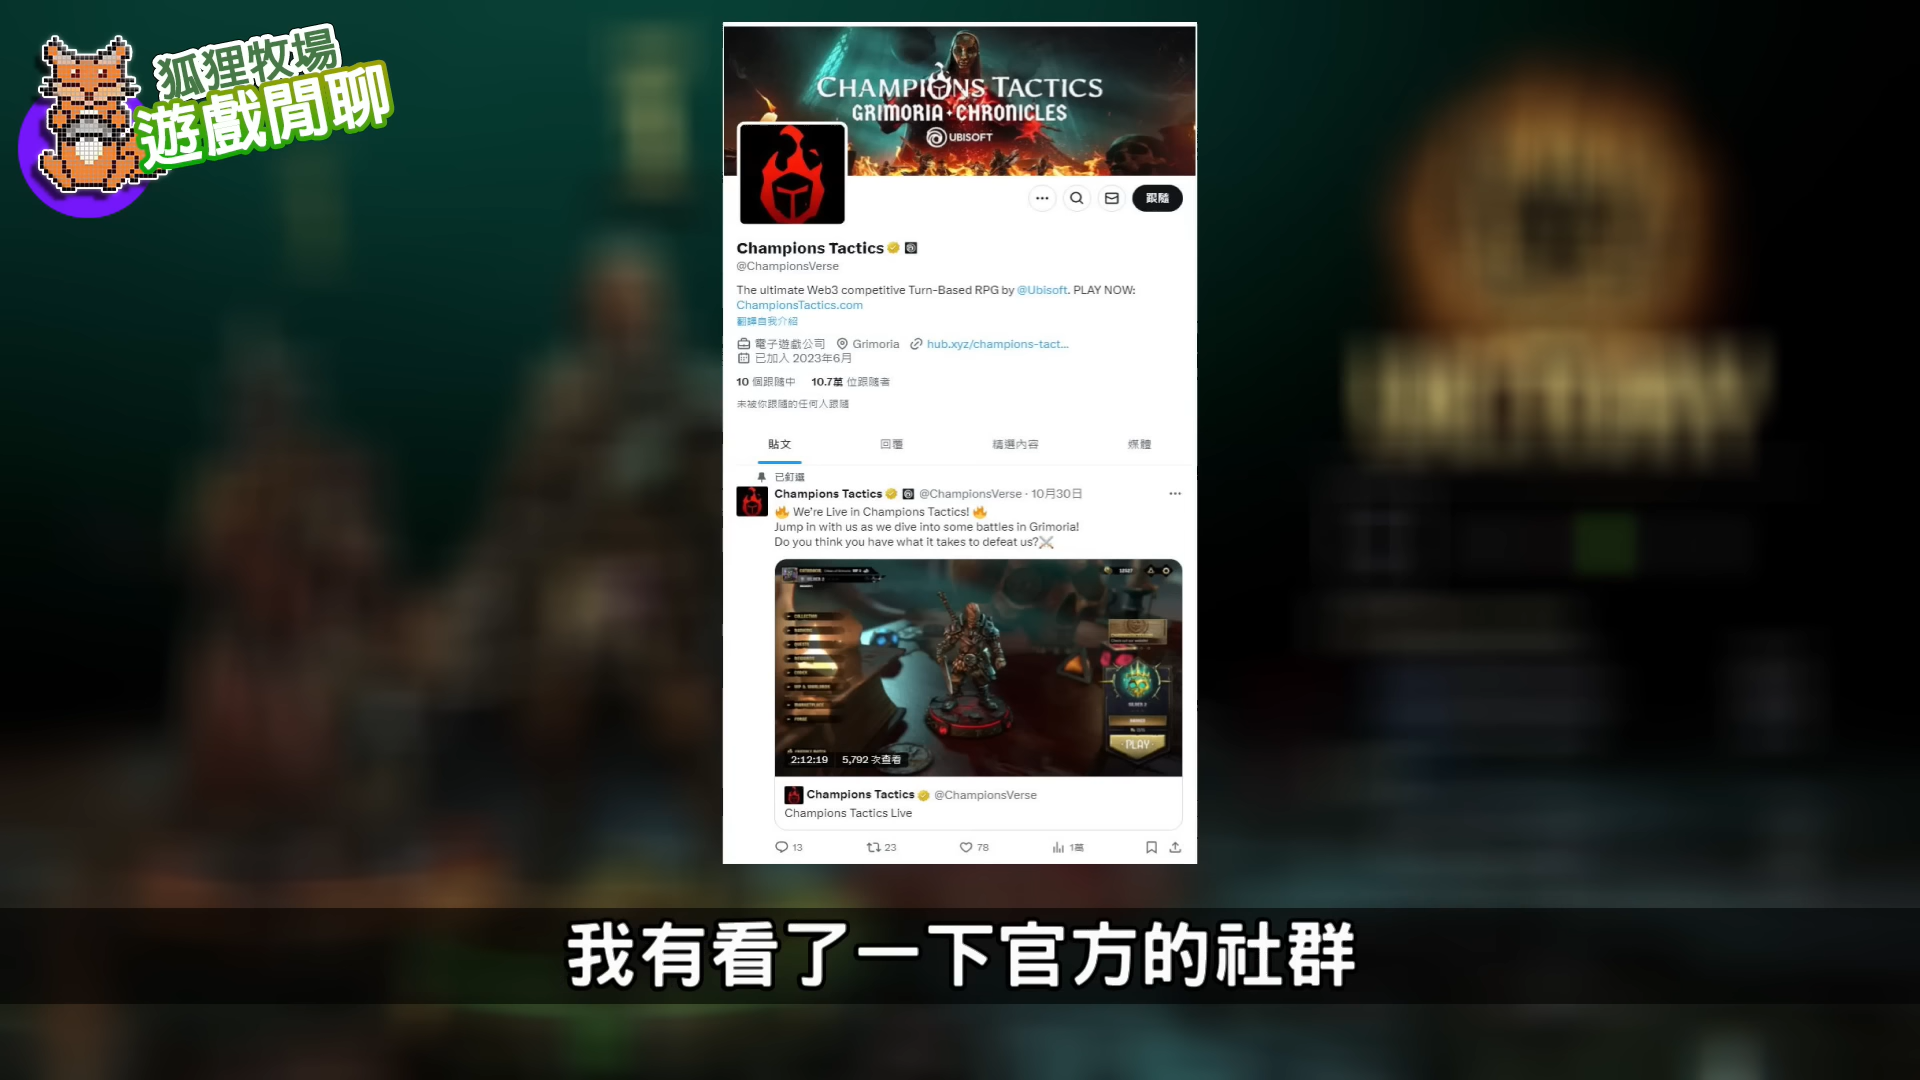 狐狸牧場
遊戲閒聊
CHAMPIONS TACTICS
GRIMORIA CHRONICLES
UBISOFT
跟隨
Champions Tactics
@ChampionsVerse
The ultimate Web3 competitive Turn-Based RPG by @Ubisoft. PLAY NOW:
ChampionsTactics.com
翻譯自我介紹
電子遊戲公司 Grimoria hub.xyz/champions-tact...
已加入 2023年6月
10 個跟隨中 10.7萬 位跟隨者
未被你跟隨的任何人跟隨
貼文 回覆 精選內容 媒體
已釘選
Champions Tactics @ChampionsVerse · 10月30日
🔥 We're Live in Champions Tactics! 🔥
Jump in with us as we dive into some battles in Grimoria!
Do you think you have what it takes to defeat us?⚔
PLAY
2:12:19 5,792 次查看
Champions Tactics @ChampionsVerse
Champions Tactics Live
13 23 78 1萬
我有看了一下官方的社群